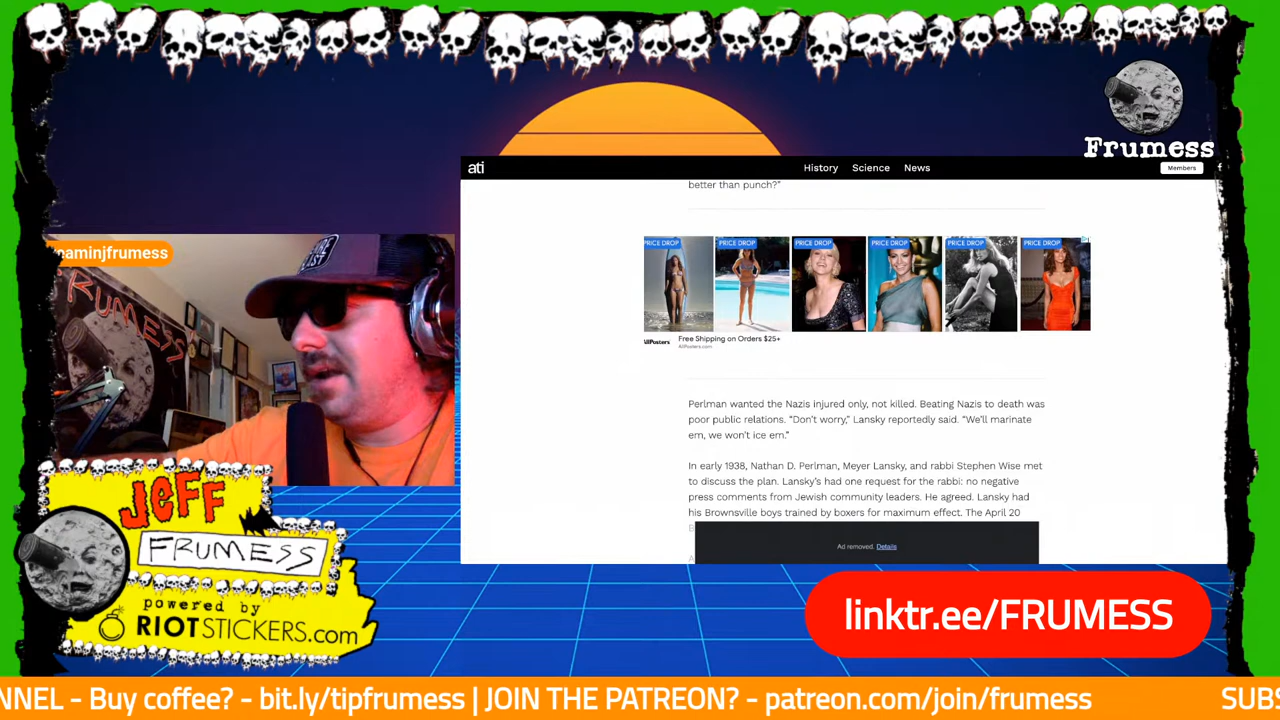 Frumess
ati
History Science News
Members
better than punch?"
PRICE DROP PRICE DROP PRICE DROP PRICE DROP PRICE DROP PRICE DROP
AllPosters
Free Shipping on Orders $25+
AllPosters.com
Perlman wanted the Nazis injured only, not killed. Beating Nazis to death was
poor public relations. “Don’t worry,” Lansky reportedly said. “We’ll marinate
em, we won’t ice em.”
In early 1938, Nathan D. Perlman, Meyer Lansky, and rabbi Stephen Wise met
to discuss the plan. Lansky’s had one request for the rabbi: no negative
press comments from Jewish community leaders. He agreed. Lansky had
his Brownsville boys trained by boxers for maximum effect. The April 20
Ad removed. Details
eaminjfrumess
FRUMESS
JEFF
FRUMESS
powered by
RIOTSTICKERS.com
linktr.ee/FRUMESS
NNEL - Buy coffee? - bit.ly/tipfrumess | JOIN THE PATREON? - patreon.com/join/frumess SUBS